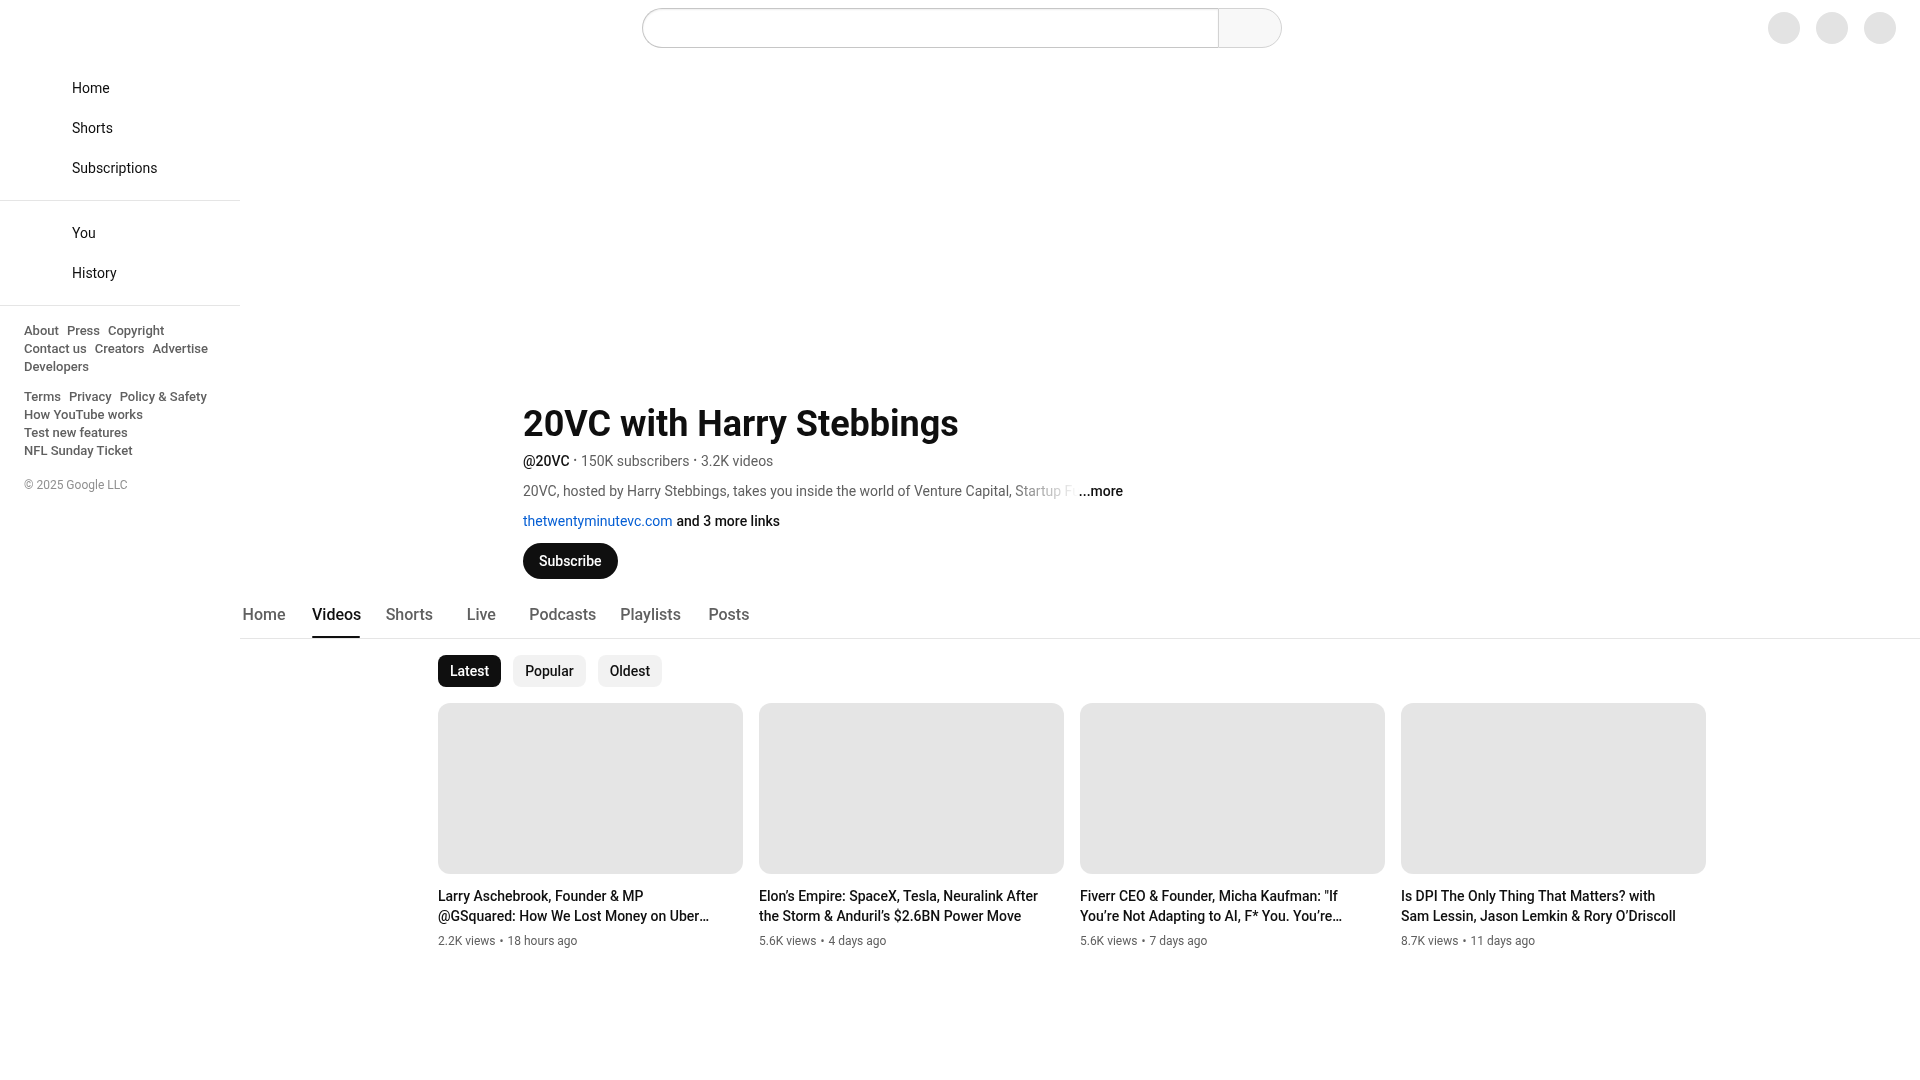 Home
Shorts
Subscriptions
You
History
About Press Copyright
Contact us Creators Advertise
Developers
Terms Privacy Policy & Safety
How YouTube works
Test new features
NFL Sunday Ticket
© 2025 Google LLC
20VC with Harry Stebbings
@20VC · 150K subscribers · 3.2K videos
20VC, hosted by Harry Stebbings, takes you inside the world of Venture Capital, Startup ...more
thetwentyminutevc.com and 3 more links
Subscribe
Home Videos Shorts Live Podcasts Playlists Posts
Latest Popular Oldest
Larry Aschebrook, Founder & MP
@GSquared: How We Lost Money on Uber…
2.2K views • 18 hours ago
Elon’s Empire: SpaceX, Tesla, Neuralink After
the Storm & Anduril’s $2.6BN Power Move
5.6K views • 4 days ago
Fiverr CEO & Founder, Micha Kaufman: "If
You’re Not Adapting to AI, F* You. You’re…
5.6K views • 7 days ago
Is DPI The Only Thing That Matters? with
Sam Lessin, Jason Lemkin & Rory O’Driscoll
8.7K views • 11 days ago